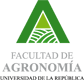 FACULTAD DE
AGRONOMÍA
UNIVERSIDAD DE LA REPÚBLICA